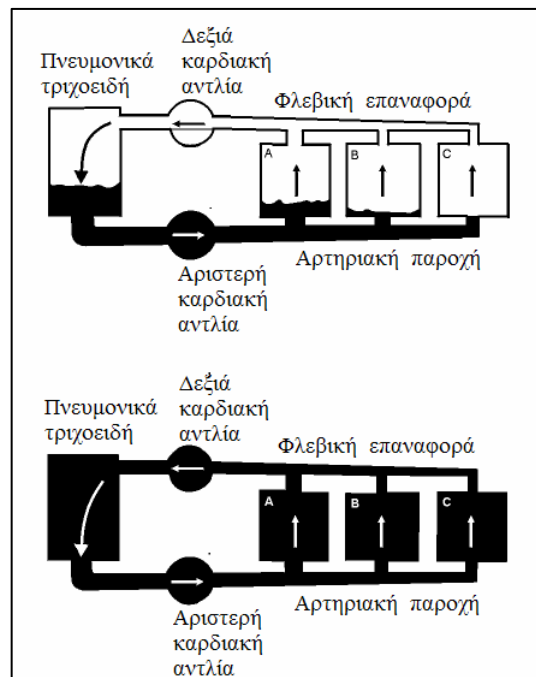 Πνευμονικά
τριχοειδή
Δεξιά
καρδιακή
αντλία
Φλεβική επαναφορά
A
B
C
Αριστερή
καρδιακή
αντλία
Αρτηριακή παροχή
Πνευμονικά
τριχοειδή
Δεξιά
καρδιακή
αντλία
Φλεβική επαναφορά
A
B
C
Αριστερή
καρδιακή
αντλία
Αρτηριακή παροχή